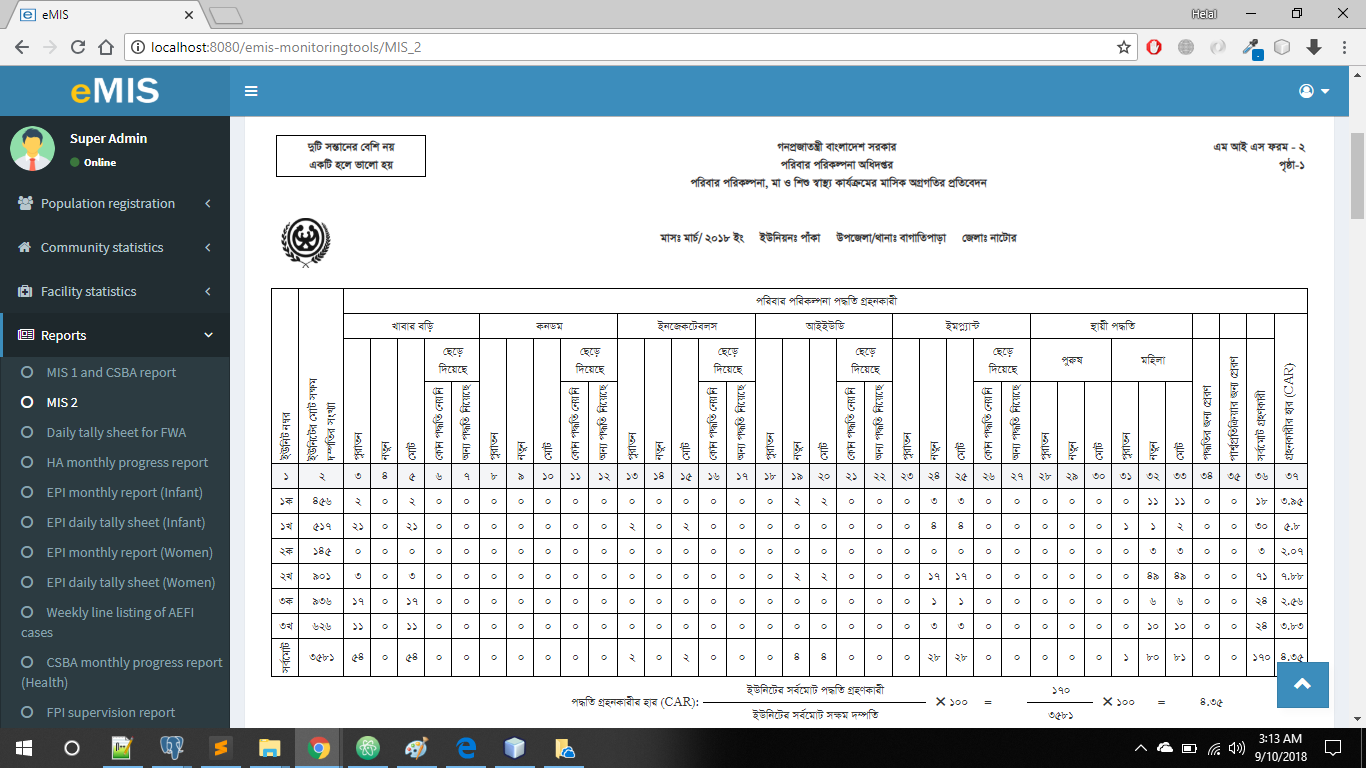 eMIS
Helal
localhost:8080/emis-monitoringtools/MIS_2
eMIS
Super Admin
Online
Population registration
Community statistics
Facility statistics
Reports
MIS 1 and CSBA report
MIS 2
Daily tally sheet for FWA
HA monthly progress report
EPI monthly report (Infant)
EPI daily tally sheet (Infant)
EPI monthly report (Women)
EPI daily tally sheet (Women)
Weekly line listing of AEFI
cases
CSBA monthly progress report
(Health)
FPI supervision report
দুটি সন্তানের বেশি নয়
একটি হলে ভালো হয়
গনপ্রজাতন্ত্রী বাংলাদেশ সরকার
পরিবার পরিকল্পনা অধিদপ্তর
পরিবার পরিকল্পনা, মা ও শিশু স্বাস্থ্য কার্যক্রমের মাসিক অগ্রগতির প্রতিবেদন
এম আই এস ফরম - ২
পৃষ্ঠা-১
মাসঃ মার্চ/ ২০১৮ ইং ইউনিয়নঃ পাঁকা উপজেলা/থানাঃ বাগাতিপাড়া জেলাঃ নাটোর
পরিবার পরিকল্পনা পদ্ধতি গ্রহনকারী
খাবার বড়ি কনডম ইনজেকটেবলস আইইউডি ইমপ্ল্যান্ট স্থায়ী পদ্ধতি
ছেড়ে দিয়েছে ছেড়ে দিয়েছে ছেড়ে দিয়েছে ছেড়ে দিয়েছে ছেড়ে দিয়েছে পুরুষ মহিলা
ইউনিট নম্বর
ইউনিটের মোট সক্ষম
দম্পতির সংখ্যা
পুরাতন নতুন মোট কোন পদ্ধতি নেয়নি অন্য পদ্ধতি নিয়েছে পুরাতন নতুন মোট কোন পদ্ধতি নেয়নি অন্য পদ্ধতি নিয়েছে পুরাতন নতুন মোট কোন পদ্ধতি নেয়নি অন্য পদ্ধতি নিয়েছে পুরাতন নতুন মোট কোন পদ্ধতি নেয়নি অন্য পদ্ধতি নিয়েছে পুরাতন নতুন মোট কোন পদ্ধতি নেয়নি অন্য পদ্ধতি নিয়েছে পুরাতন নতুন মোট পুরাতন নতুন মোট
পদ্ধতির জন্য প্রেরণ
পার্শ্বপ্রতিক্রিয়ার জন্য প্রেরণ
সর্বমোট গ্রহণকারী
গ্রহনকারীর হার (CAR)
১ ২ ৩ ৪ ৫ ৬ ৭ ৮ ৯ ১০ ১১ ১২ ১৩ ১৪ ১৫ ১৬ ১৭ ১৮ ১৯ ২০ ২১ ২২ ২৩ ২৪ ২৫ ২৬ ২৭ ২৮ ২৯ ৩০ ৩১ ৩২ ৩৩ ৩৪ ৩৫ ৩৬ ৩৭
১ক ৪৫৬ ২ ০ ২ ০ ০ ০ ০ ০ ০ ০ ০ ০ ০ ০ ০ ০ ২ ২ ০ ০ ০ ৩ ৩ ০ ০ ০ ০ ০ ০ ১১ ১১ ০ ০ ১৮ ৩.৯৫
১খ ৫১৭ ২১ ০ ২১ ০ ০ ০ ০ ০ ০ ০ ২ ০ ২ ০ ০ ০ ০ ০ ০ ০ ০ ৪ ৪ ০ ০ ০ ০ ০ ১ ১ ২ ০ ০ ৩০ ৫.৮
২ক ১৪৫ ০ ০ ০ ০ ০ ০ ০ ০ ০ ০ ০ ০ ০ ০ ০ ০ ০ ০ ০ ০ ০ ০ ০ ০ ০ ০ ০ ০ ০ ৩ ৩ ০ ০ ৩ ২.০৭
২খ ৯০১ ৩ ০ ৩ ০ ০ ০ ০ ০ ০ ০ ০ ০ ০ ০ ০ ০ ২ ২ ০ ০ ০ ১৭ ১৭ ০ ০ ০ ০ ০ ০ ৪৯ ৪৯ ০ ০ ৭১ ৭.৮৮
৩ক ৯৩৬ ১৭ ০ ১৭ ০ ০ ০ ০ ০ ০ ০ ০ ০ ০ ০ ০ ০ ০ ০ ০ ০ ০ ১ ১ ০ ০ ০ ০ ০ ০ ৬ ৬ ০ ০ ২৪ ২.৫৬
৩খ ৬২৬ ১১ ০ ১১ ০ ০ ০ ০ ০ ০ ০ ০ ০ ০ ০ ০ ০ ০ ০ ০ ০ ০ ৩ ৩ ০ ০ ০ ০ ০ ০ ১০ ১০ ০ ০ ২৪ ৩.৮৩
সর্বমোট ৩৫৮১ ৫৪ ০ ৫৪ ০ ০ ০ ০ ০ ০ ০ ২ ০ ২ ০ ০ ০ ৪ ৪ ০ ০ ০ ২৮ ২৮ ০ ০ ০ ০ ০ ১ ৮০ ৮১ ০ ০ ১৭০ ৪.৩৫
ইউনিটের সর্বমোট পদ্ধতি গ্রহণকারী ১৭০
পদ্ধতি গ্রহনকারীর হার (CAR): ×১০০ = ×১০০ = ৪.৩৫
ইউনিটের সর্বমোট সক্ষম দম্পতি ৩৫৮১
3:13 AM
9/10/2018